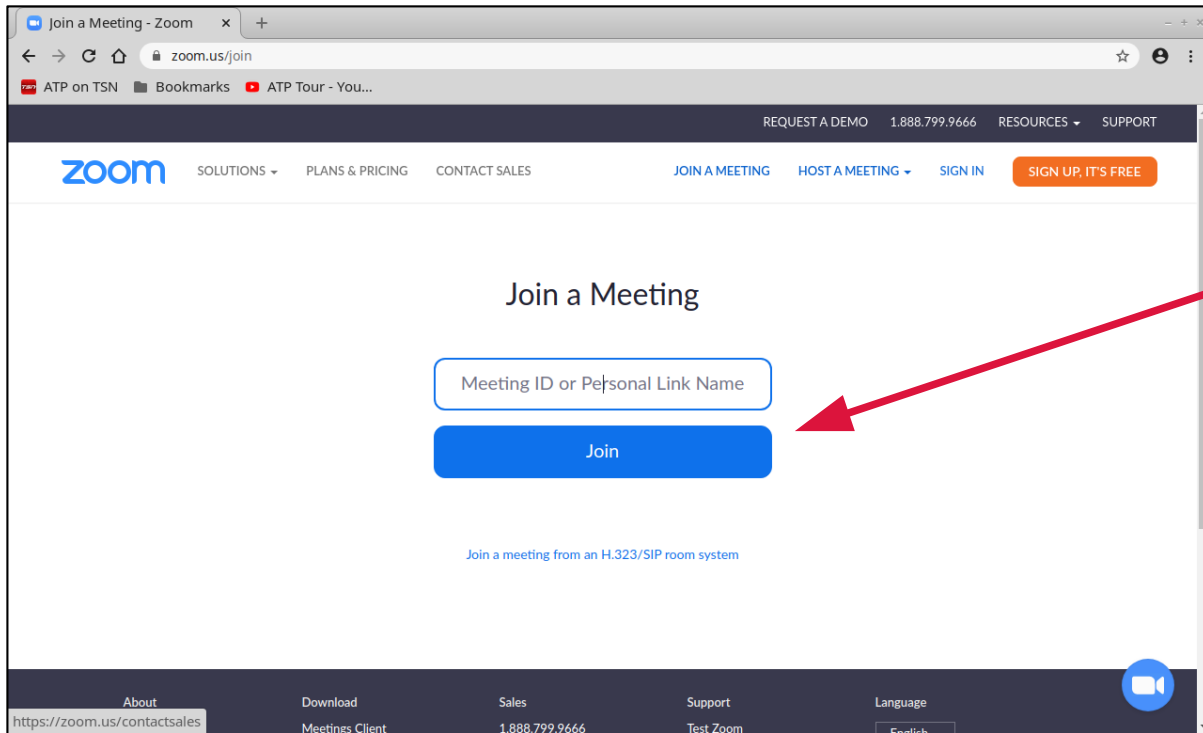 Join a Meeting - Zoom × +
zoom.us/join
ATP on TSN Bookmarks ATP Tour - You...
REQUEST A DEMO 1.888.799.9666 RESOURCES SUPPORT
zoom SOLUTIONS PLANS & PRICING CONTACT SALES JOIN A MEETING HOST A MEETING SIGN IN SIGN UP, IT'S FREE
Join a Meeting
Meeting ID or Personal Link Name
Join
Join a meeting from an H.323/SIP room system
About Download Sales Support Language
https://zoom.us/contactsales Meetings Client 1.888.799.9666 Test Zoom English